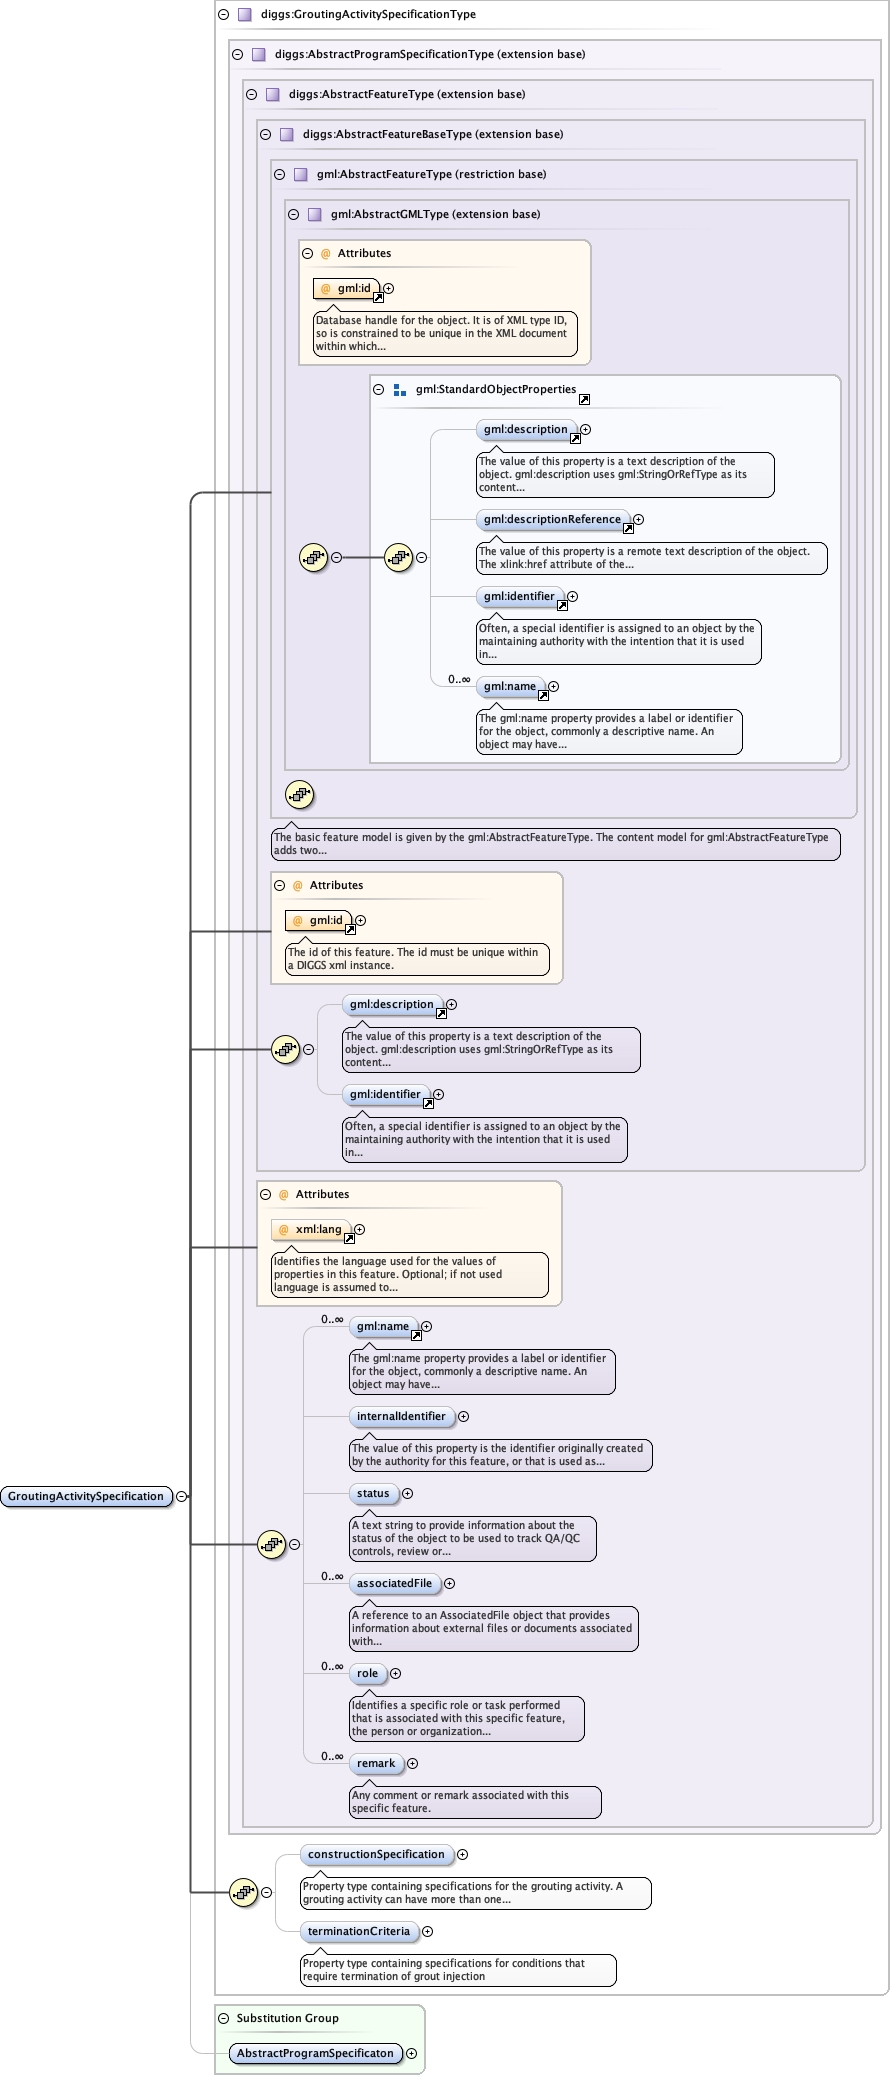 diggs:GroutingActivitySpecificationType
diggs:AbstractProgramSpecificationType (extension base)
diggs:AbstractFeatureType (extension base)
diggs:AbstractFeatureBaseType (extension base)
gml:AbstractFeatureType (restriction base)
gml:AbstractGMLType (extension base)
@ Attributes
@ gml:id
Database handle for the object. It is of XML type ID,
so is constrained to be unique in the XML document
within which...
gml:StandardObjectProperties
gml:description
The value of this property is a text description of the
object. gml:description uses gml:StringOrRefType as its
content...
gml:descriptionReference
The value of this property is a remote text description of the object.
The xlink:href attribute of the...
gml:identifier
Often, a special identifier is assigned to an object by the
maintaining authority with the intention that it is used
in...
0..∞
gml:name
The gml:name property provides a label or identifier
for the object, commonly a descriptive name. An
object may have...
The basic feature model is given by the gml:AbstractFeatureType. The content model for gml:AbstractFeatureType
adds two...
@ Attributes
@ gml:id
The id of this feature. The id must be unique within
a DIGGS xml instance.
gml:description
The value of this property is a text description of the
object. gml:description uses gml:StringOrRefType as its
content...
gml:identifier
Often, a special identifier is assigned to an object by the
maintaining authority with the intention that it is used
in...
@ Attributes
@ xml:lang
Identifies the language used for the values of
properties in this feature. Optional; if not used
language is assumed to...
0..∞
gml:name
The gml:name property provides a label or identifier
for the object, commonly a descriptive name. An
object may have...
internalIdentifier
The value of this property is the identifier originally created
by the authority for this feature, or that is used as...
GroutingActivitySpecification
status
A text string to provide information about the
status of the object to be used to track QA/QC
controls, review or...
0..∞
associatedFile
A reference to an AssociatedFile object that provides
information about external files or documents associated
with...
0..∞
role
Identifies a specific role or task performed
that is associated with this specific feature,
the person or organization...
0..∞
remark
Any comment or remark associated with this
specific feature.
constructionSpecification
Property type containing specifications for the grouting activity. A
grouting activity can have more than one...
terminationCriteria
Property type containing specifications for conditions that
require termination of grout injection
Substitution Group
AbstractProgramSpecificaton